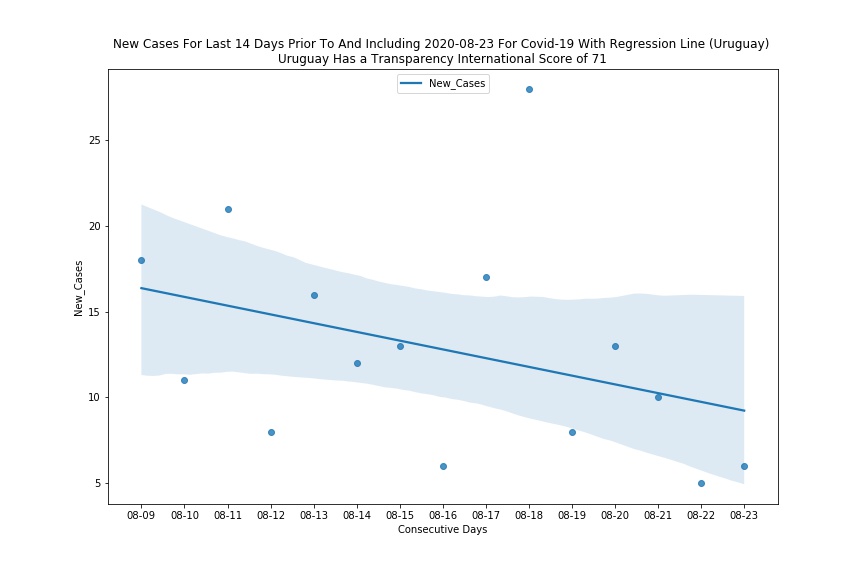 New Cases For Last 14 Days Prior To And Including 2020-08-23 For Covid-19 With Regression Line (Uruguay)
Uruguay Has a Transparency International Score of 71
New_Cases
25
20
15
10
5
New_Cases
08-09 08-10 08-11 08-12 08-13 08-14 08-15 08-16 08-17 08-18 08-19 08-20 08-21 08-22 08-23
Consecutive Days